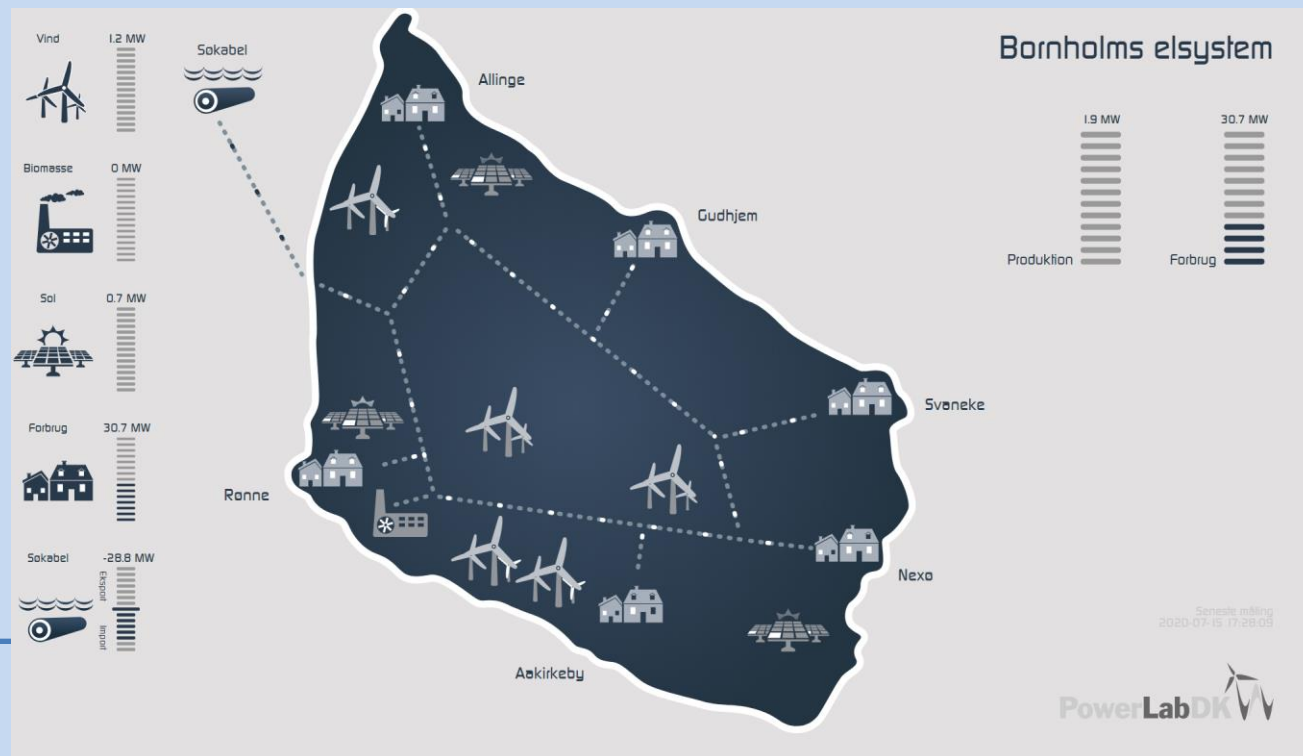 Bornholms elsystem
Vind 1.2 MW
Biomasse 0 MW
Sol 0.7 MW
Forbrug 30.7 MW
Søkabel -28.8 MW
Eksport
Import
Søkabel
Allinge
Gudhjem
Svaneke
Rønne
Nexø
Aakirkeby
1.9 MW
Produktion
30.7 MW
Forbrug
Seneste måling
2020-07-15 17:28:09
PowerLabDK